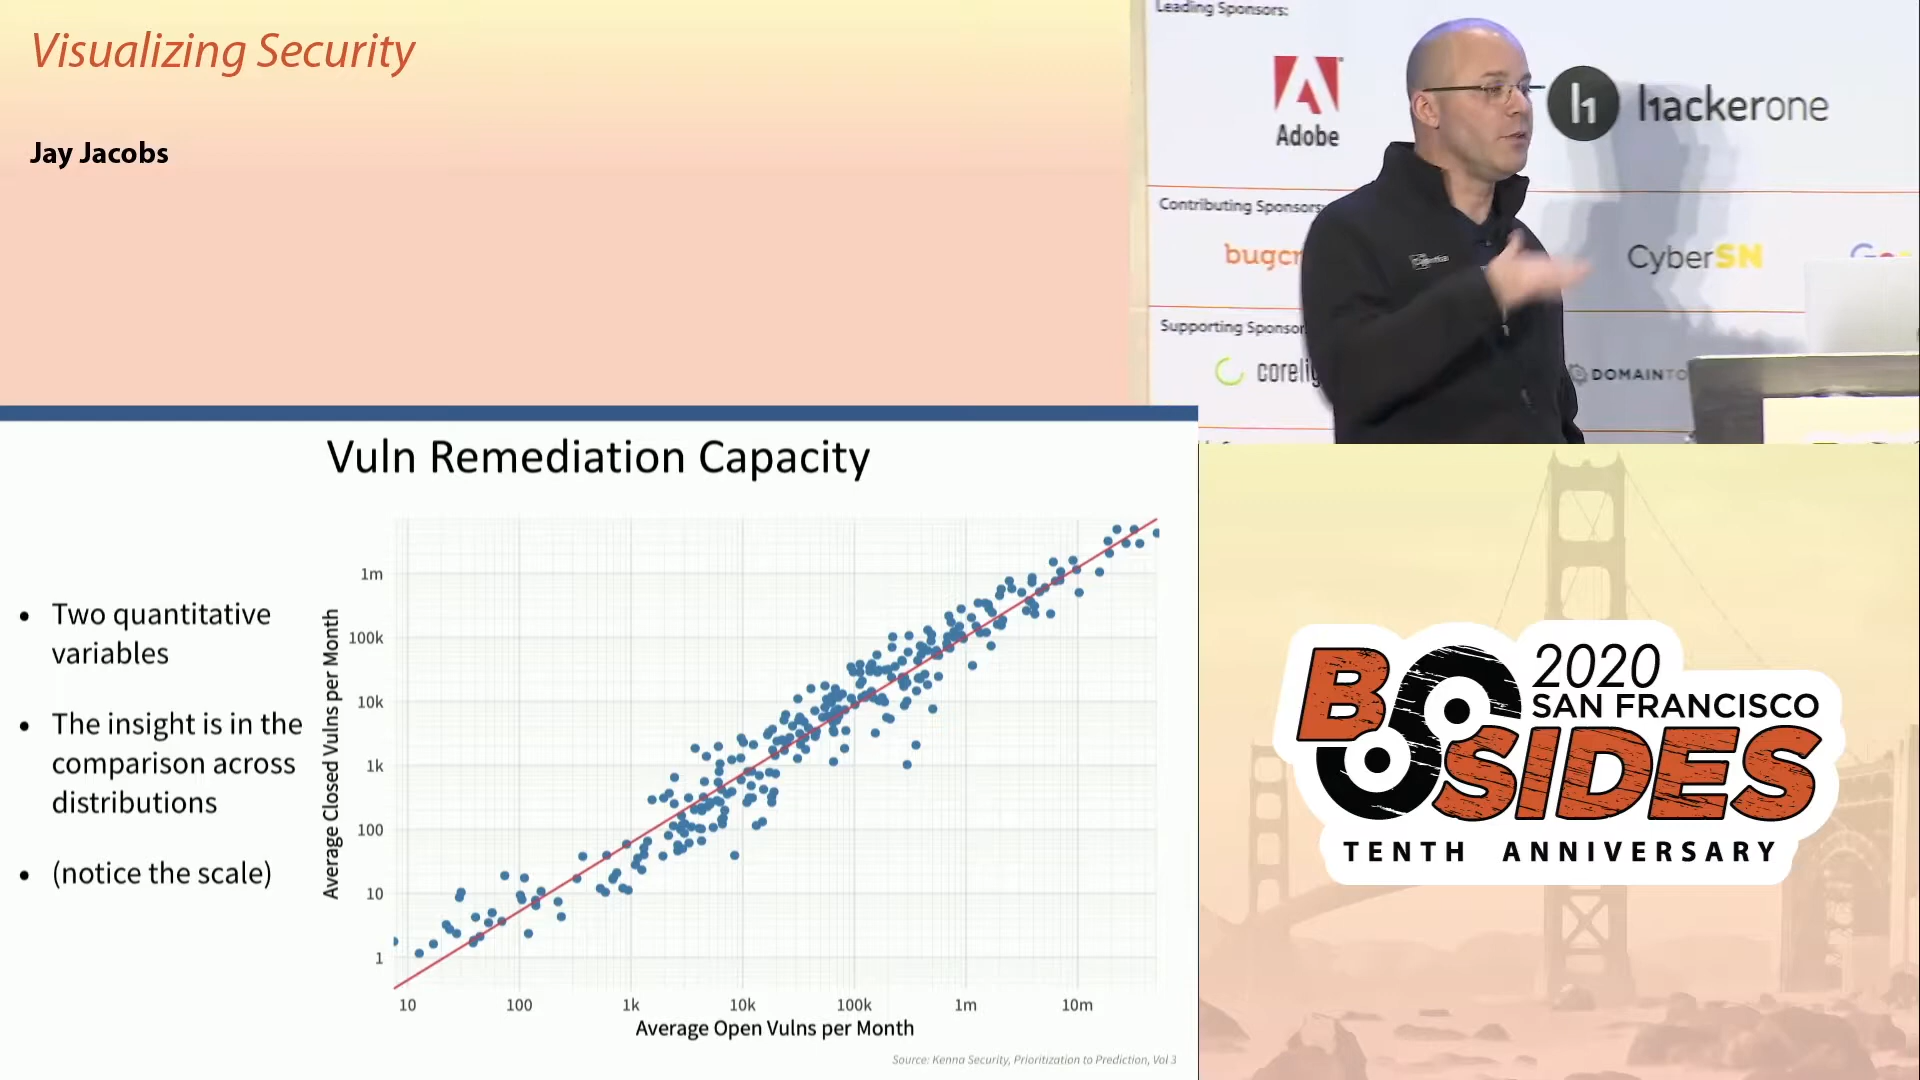 Visualizing Security
Jay Jacobs
Leading Sponsors:
Adobe
hackerone
Contributing Sponsors:
CyberSN
Supporting Sponsor
Vuln Remediation Capacity
• Two quantitative
variables
• The insight is in the
comparison across
distributions
• (notice the scale)
Average Closed Vulns per Month
1m
100k
10k
1k
100
10
1
10
100
1k
10k
100k
1m
10m
Average Open Vulns per Month
Source: Kenna Security, Prioritization to Prediction, Vol 3
2020
SAN FRANCISCO
BSIDES
TENTH ANNIVERSARY